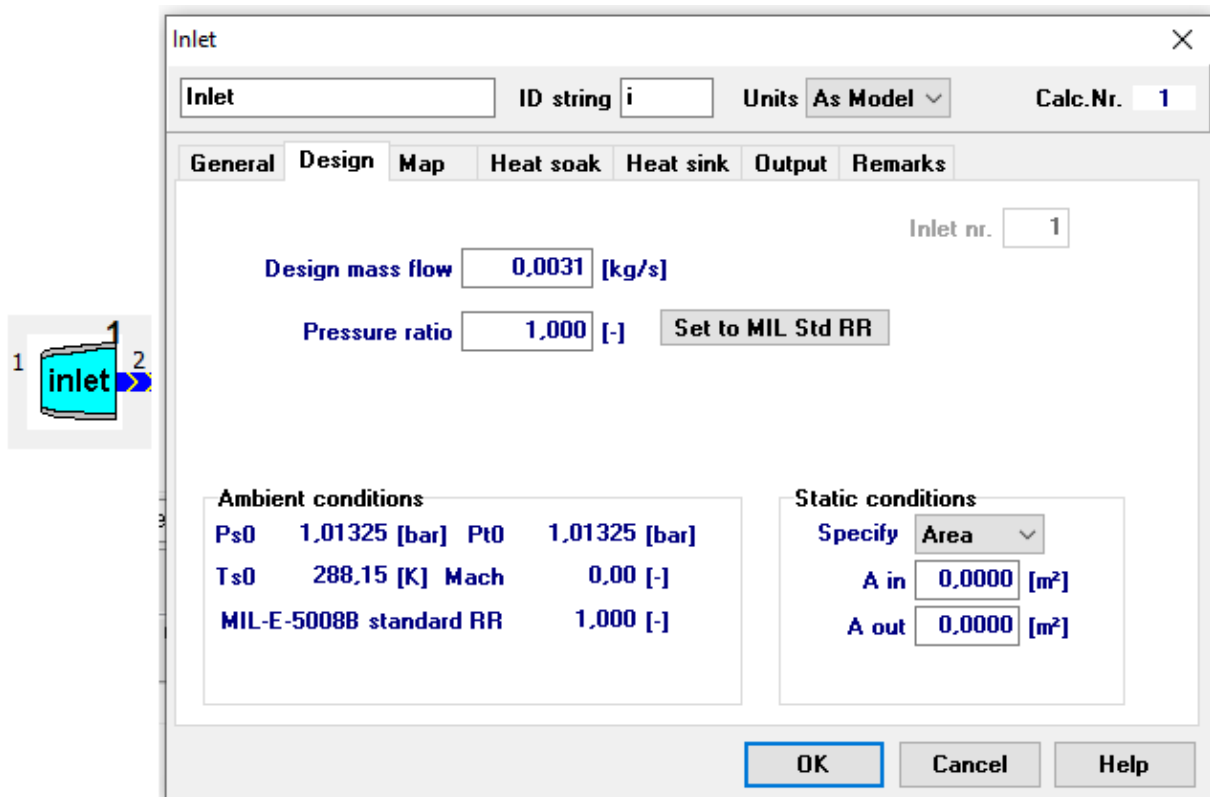 Inlet
Inlet ID string i Units As Model Calc.Nr. 1
General Design Map Heat soak Heat sink Output Remarks
Inlet nr. 1
Design mass flow 0,0031 [kg/s]
Pressure ratio 1,000 [-] Set to MIL Std RR
1
1 inlet 2
Ambient conditions
Ps0 1,01325 [bar] Pt0 1,01325 [bar]
Ts0 288,15 [K] Mach 0,00 [-]
MIL-E-5008B standard RR 1,000 [-]
Static conditions
Specify Area
A in 0,0000 [m²]
A out 0,0000 [m²]
OK Cancel Help